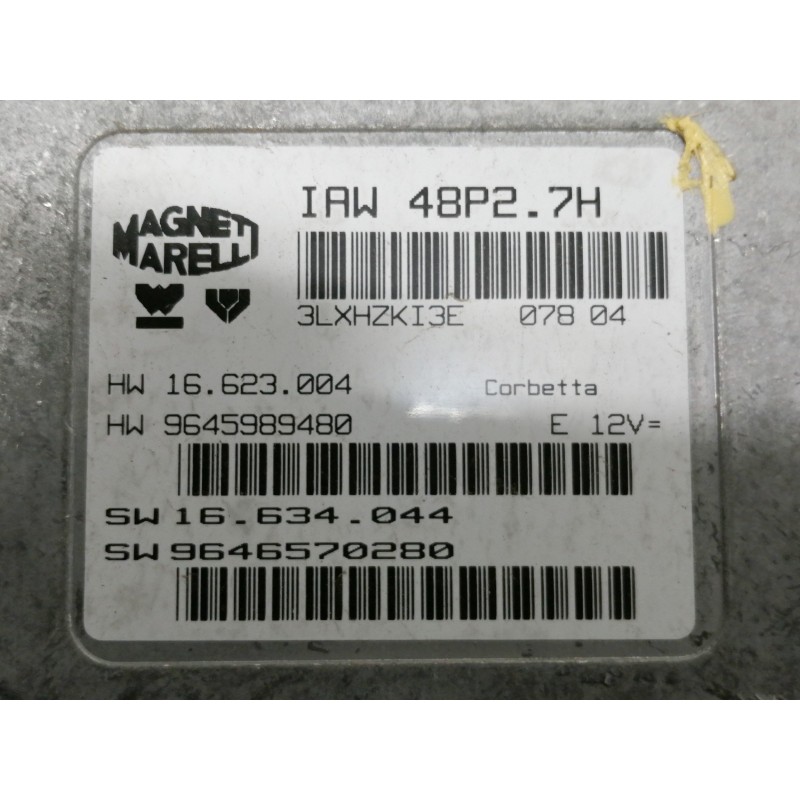 MAGNETI
MARELLI
IAW 48P2.7H
3LXHZKI3E 078 04
HW 16.623.004 Corbetta
HW 9645989480 E 12V=
SW 16.634.044
SW 9646570280